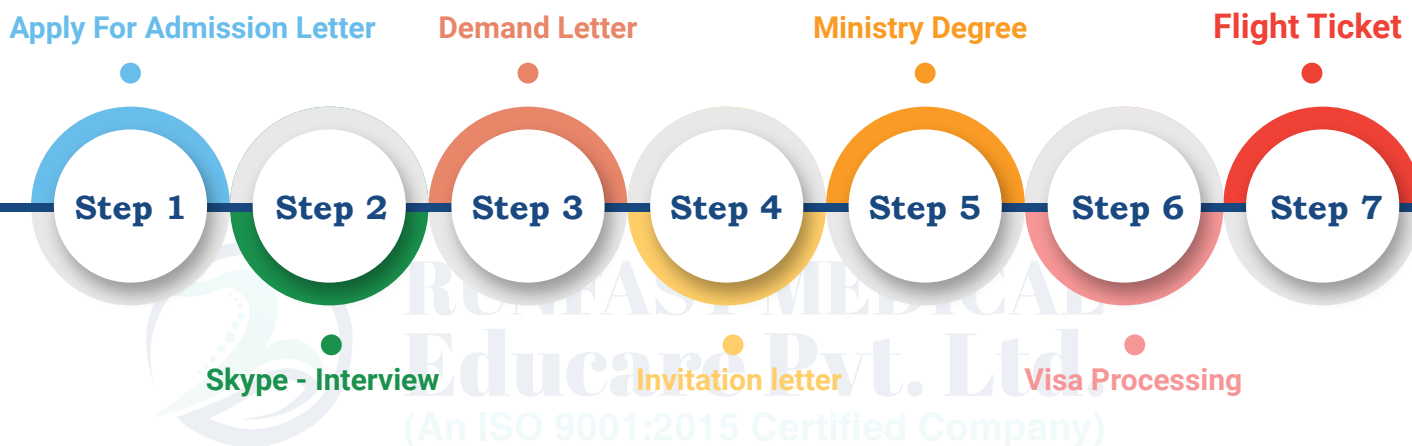 Apply For Admission Letter
Demand Letter
Ministry Degree
Flight Ticket
Step 1
Step 2
Step 3
Step 4
Step 5
Step 6
Step 7
RUNFAST MEDICAL
Educare Pvt. Ltd.
Skype - Interview
Invitation letter
Visa Processing
(An ISO 9001:2015 Certified Company)